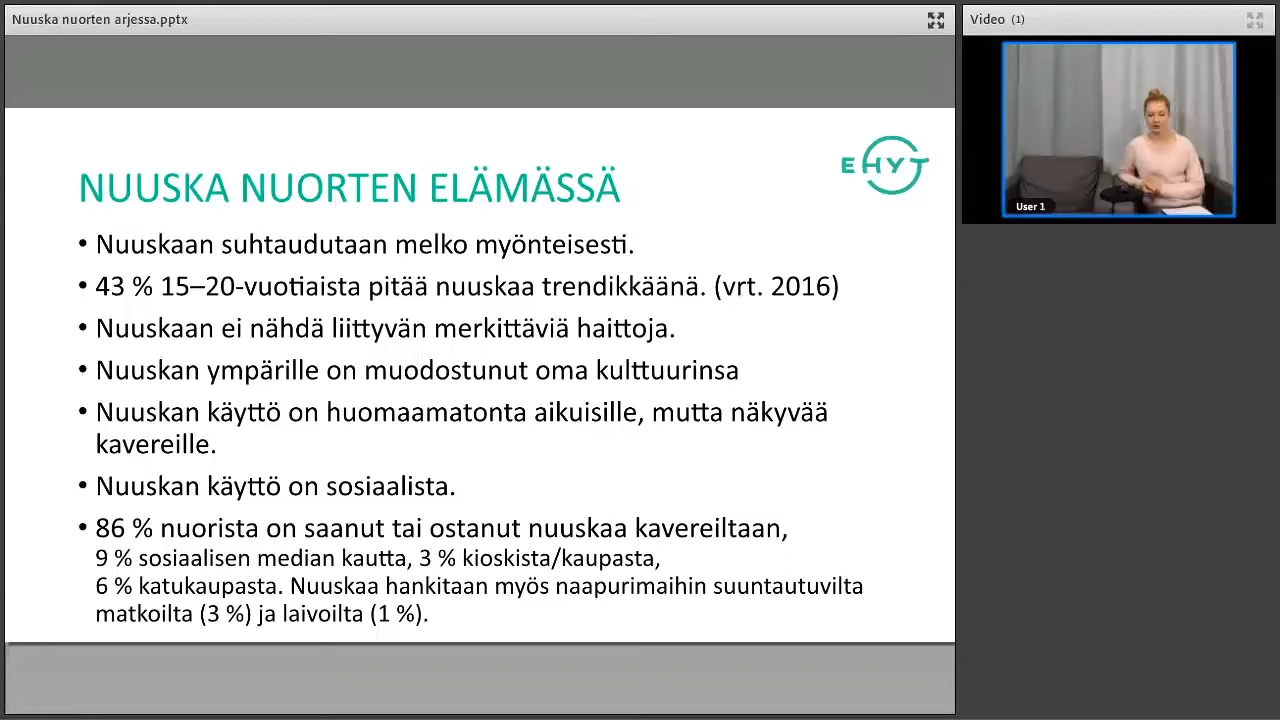 Nuuska nuorten arjessa.pptx
Video (1)
User 1
EHYT
NUUSKA NUORTEN ELÄMÄSSÄ
• Nuuskaan suhtaudutaan melko myönteisesti.
• 43 % 15–20-vuotiaista pitää nuuskaa trendikkäänä. (vrt. 2016)
• Nuuskaan ei nähdä liittyvän merkittäviä haittoja.
• Nuuskan ympärille on muodostunut oma kulttuurinsa
• Nuuskan käyttö on huomaamatonta aikuisille, mutta näkyvää
kavereille.
• Nuuskan käyttö on sosiaalista.
• 86 % nuorista on saanut tai ostanut nuuskaa kavereiltaan,
9 % sosiaalisen median kautta, 3 % kioskista/kaupasta,
6 % katukaupasta. Nuuskaa hankitaan myös naapurimaihin suuntautuvilta
matkoilta (3 %) ja laivoilta (1 %).